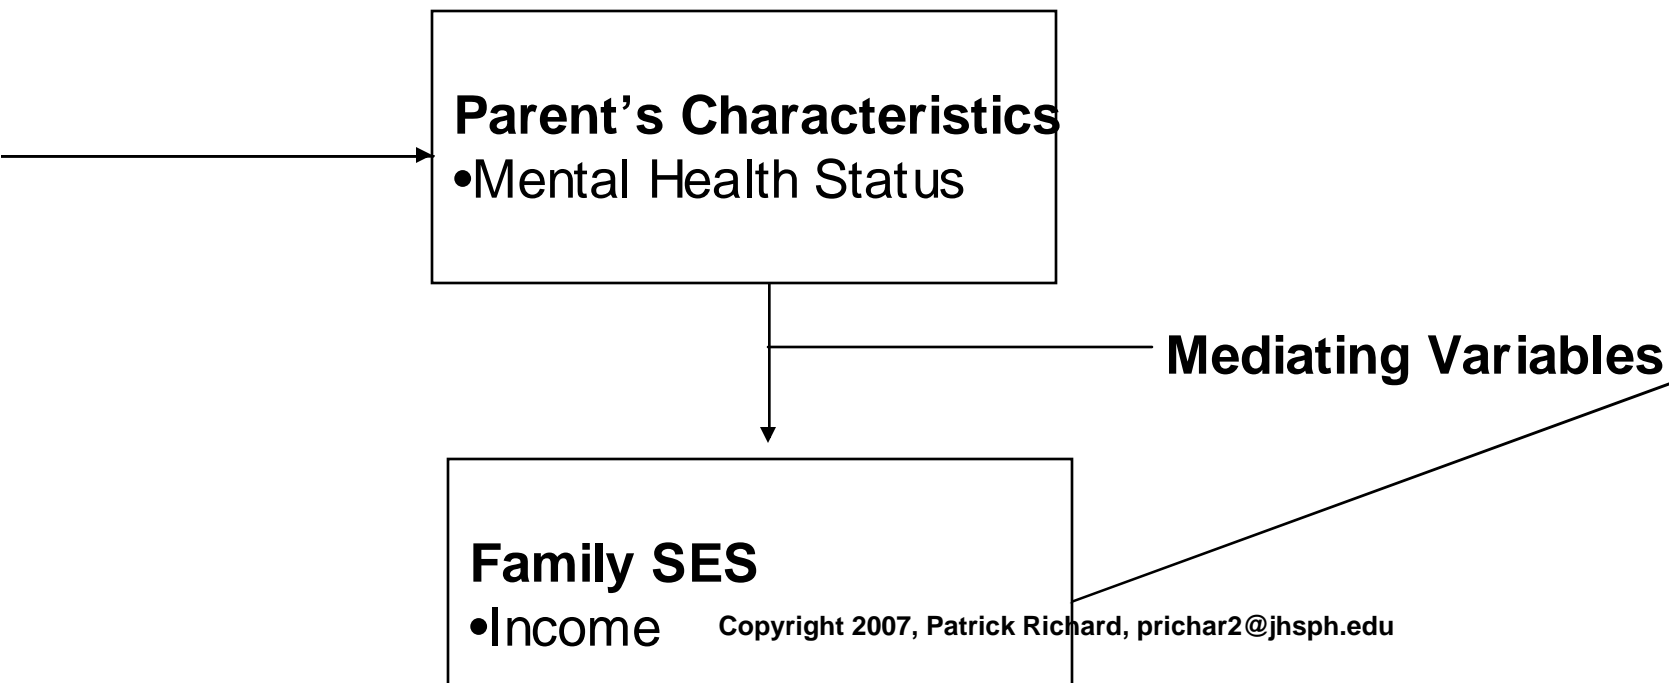 Parent’s Characteristics
•Mental Health Status
Mediating Variables
Family SES
•Income
Copyright 2007, Patrick Richard, prichar2@jhsph.edu